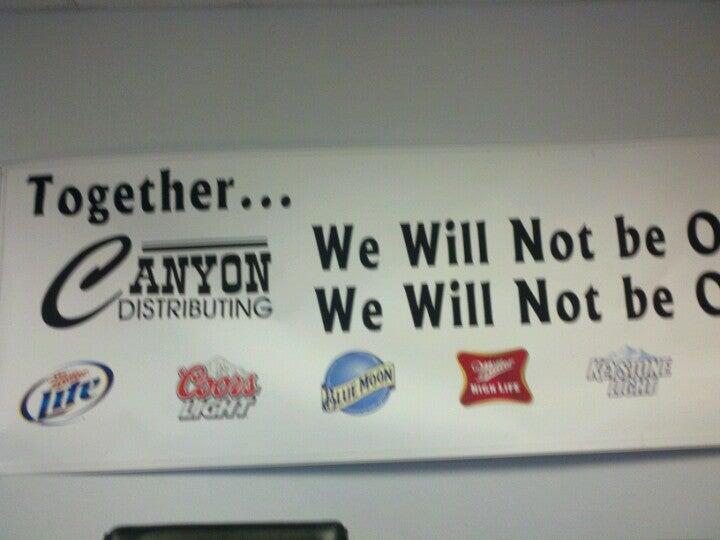 Together...
CANYON
DISTRIBUTING
We Will Not be
We Will Not be
Miller
Lite
Coors
LIGHT
BLUE MOON
Miller
HIGH LIFE
KEYSTONE
LIGHT